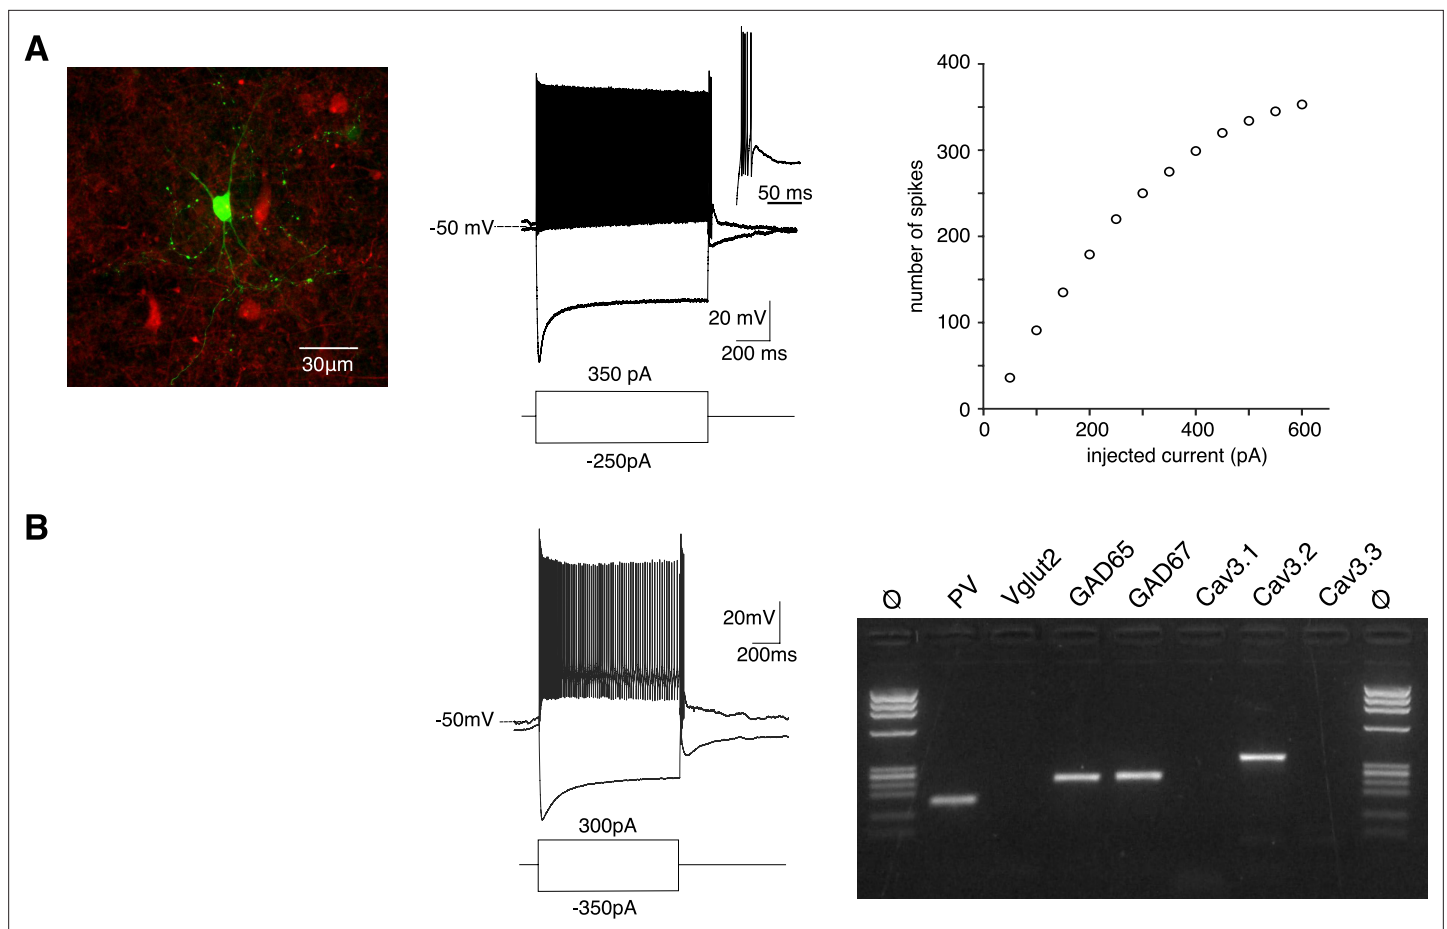 A
30µm
-50 mV
50 ms
20 mV
200 ms
350 pA
-250pA
number of spikes
400
300
200
100
0
0
200
400
600
injected current (pA)
B
-50mV
20mV
200ms
300pA
-350pA
Φ
PV
Vglut2
GAD65
GAD67
Cav3.1
Cav3.2
Cav3.3
Φ